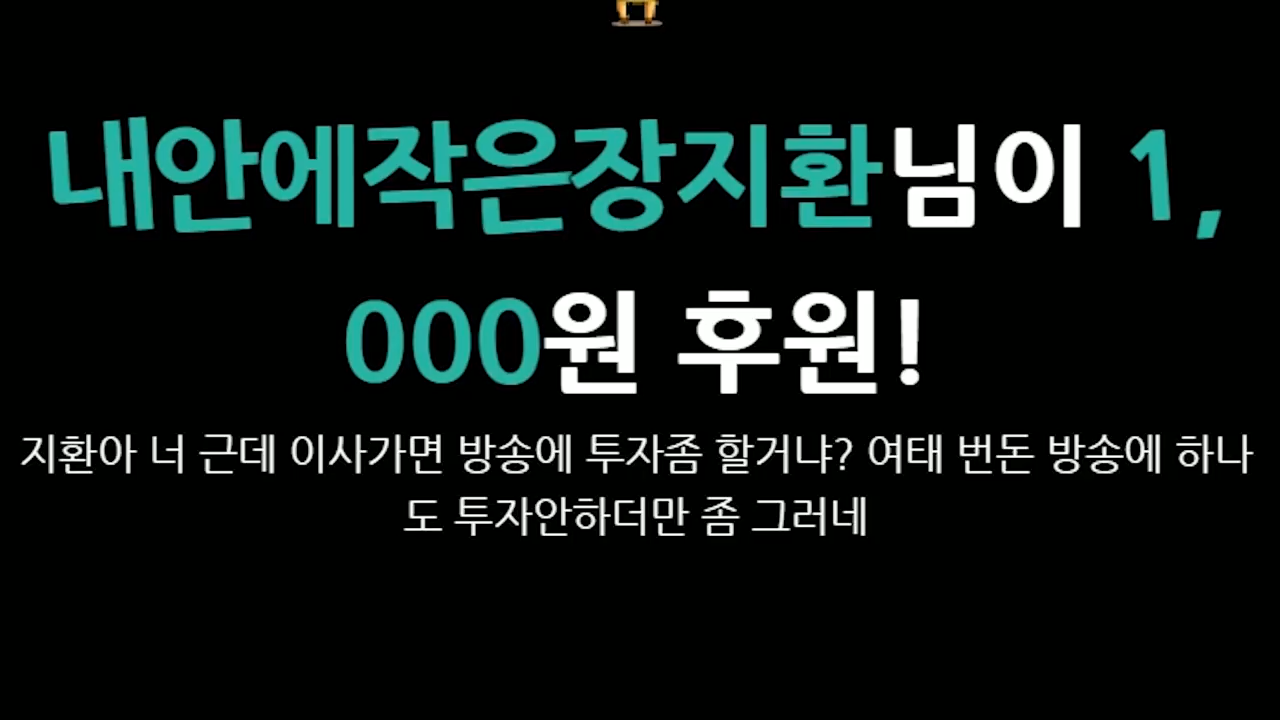 내안에작은장지환님이 1,
000원 후원!
지환아 너 근데 이사가면 방송에 투자좀 할거냐? 여태 번돈 방송에 하나
도 투자안하더만 좀 그러네